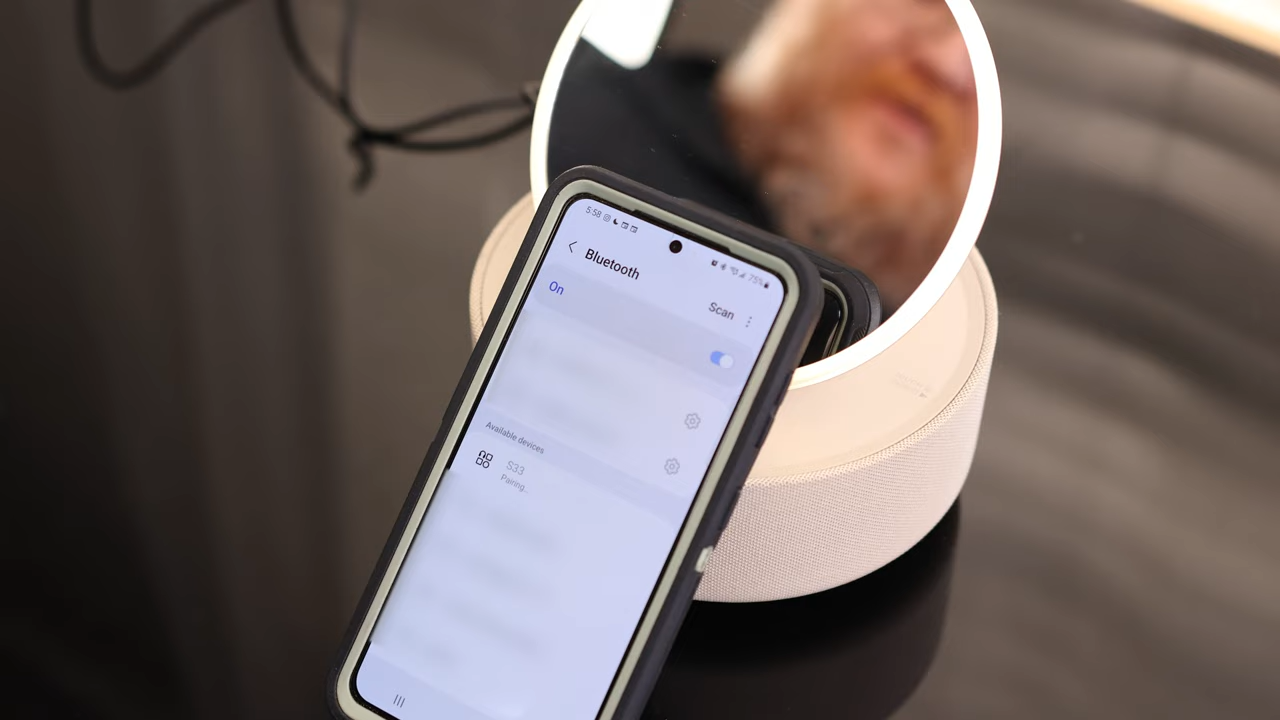 5:58
75%
Bluetooth
On
Scan
Available devices
S33
Pairing...